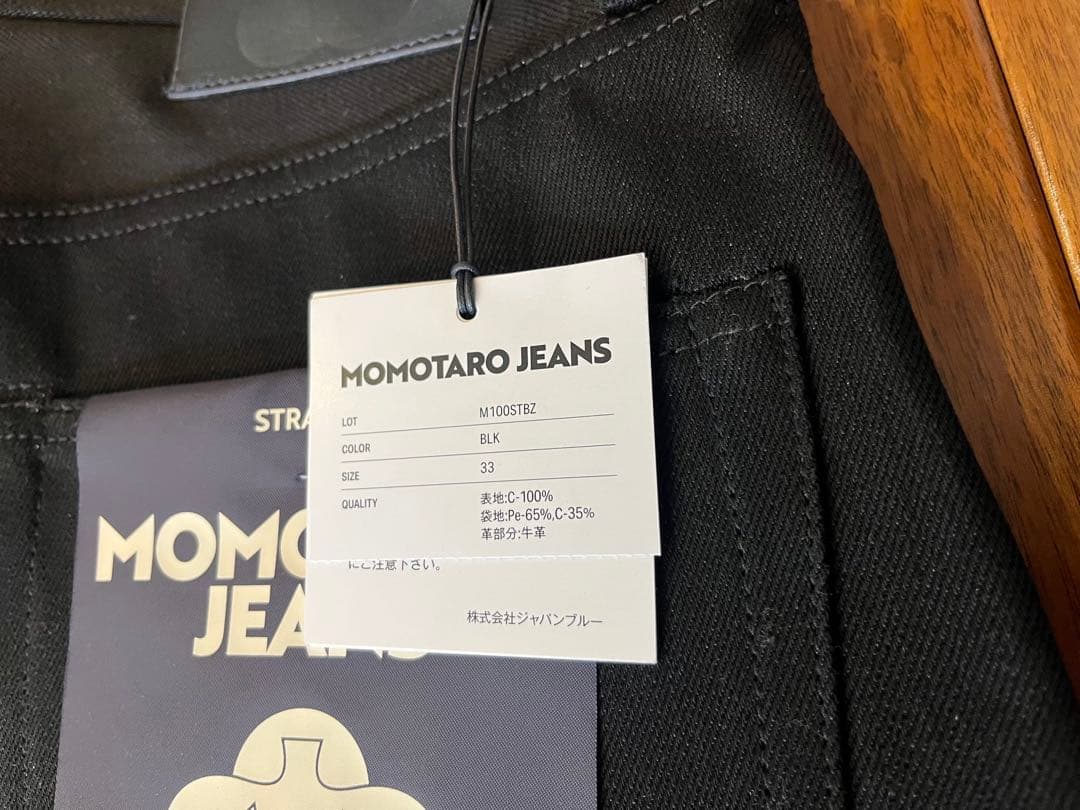 MOMOTARO JEANS
LOT M100STBZ
COLOR BLK
SIZE 33
QUALITY 表地:C-100%
袋地:Pe-65%,C-35%
革部分:牛革
にご注意下さい。
株式会社ジャパンブルー
STRA
MOMO
JEANS